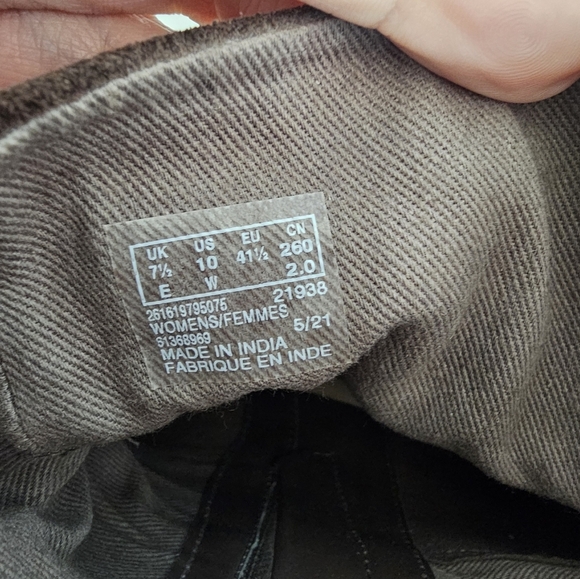 UK US EU CN
7½ 10 41½ 260
E W 2.0
261619795075 21938
WOMENS/FEMMES
S1368969 5/21
MADE IN INDIA
FABRIQUE EN INDE